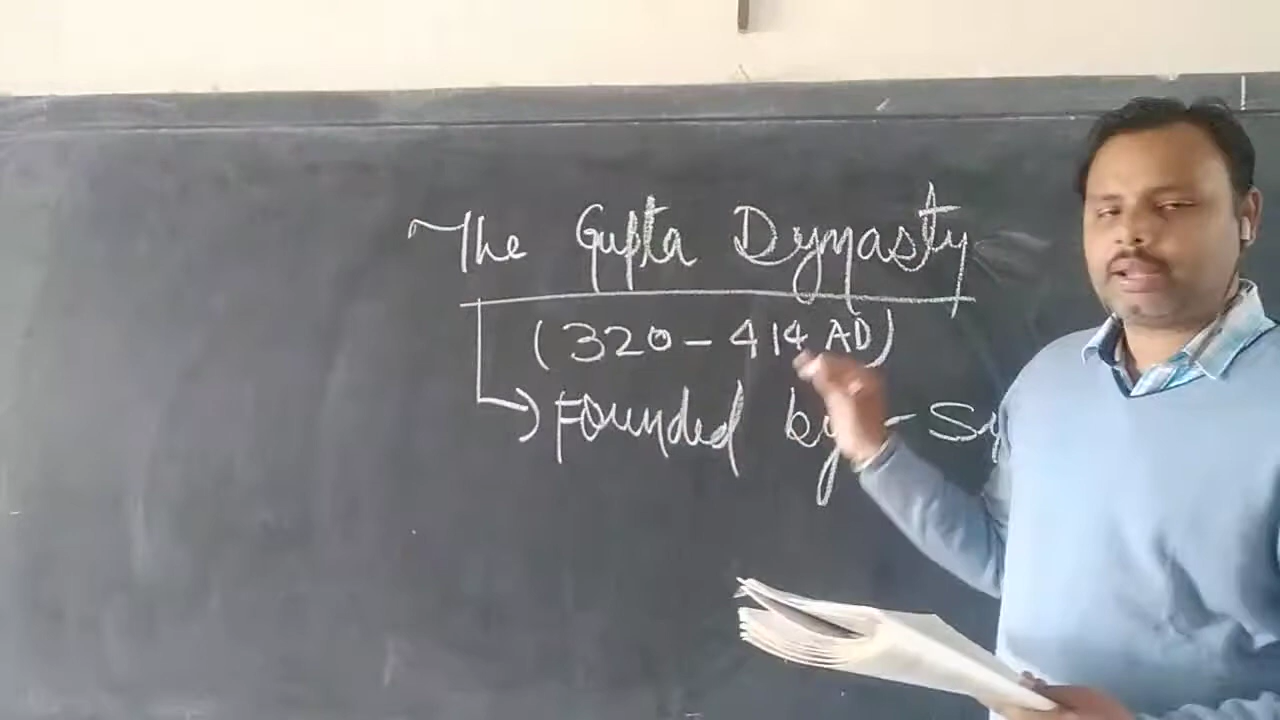 The Gupta Dynasty
(320-414 AD)
Founded by -